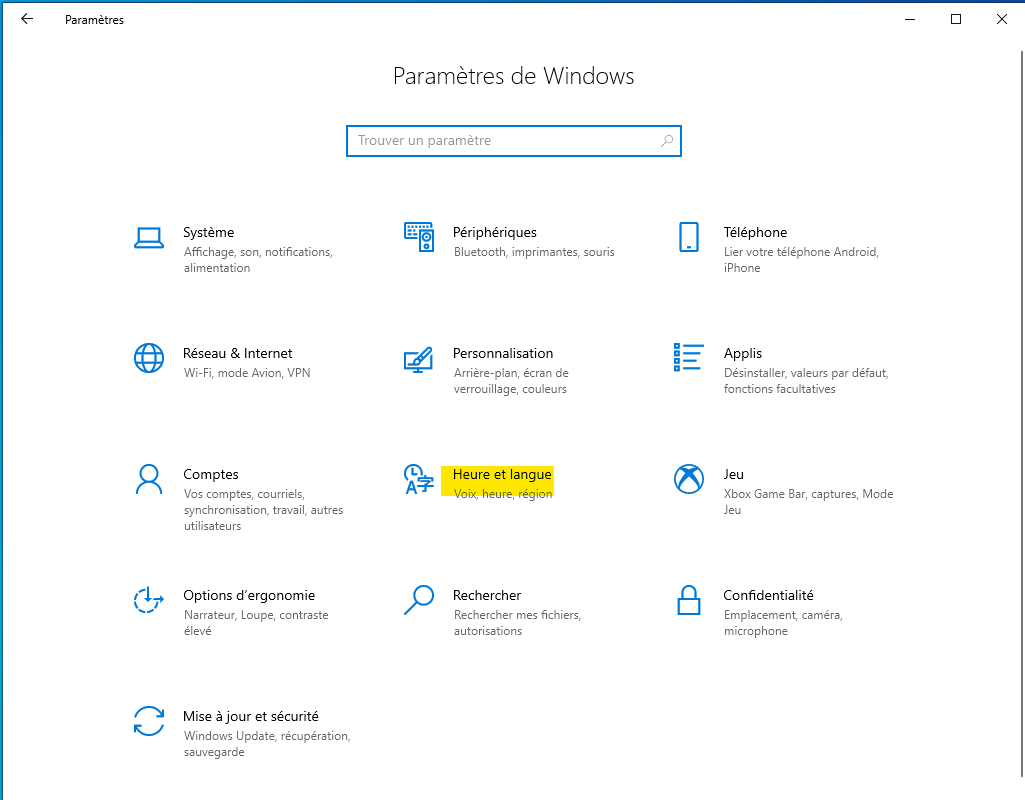 Paramètres
Paramètres de Windows
Trouver un paramètre
Système
Affichage, son, notifications,
alimentation
Périphériques
Bluetooth, imprimantes, souris
Téléphone
Lier votre téléphone Android,
iPhone
Réseau & Internet
Wi-Fi, mode Avion, VPN
Personnalisation
Arrière-plan, écran de
verrouillage, couleurs
Applis
Désinstaller, valeurs par défaut,
fonctions facultatives
Comptes
Vos comptes, courriels,
synchronisation, travail, autres
utilisateurs
Heure et langue
Voix, heure, région
Jeu
Xbox Game Bar, captures, Mode
Jeu
Options d’ergonomie
Narrateur, Loupe, contraste
élevé
Rechercher
Rechercher mes fichiers,
autorisations
Confidentialité
Emplacement, caméra,
microphone
Mise à jour et sécurité
Windows Update, récupération,
sauvegarde